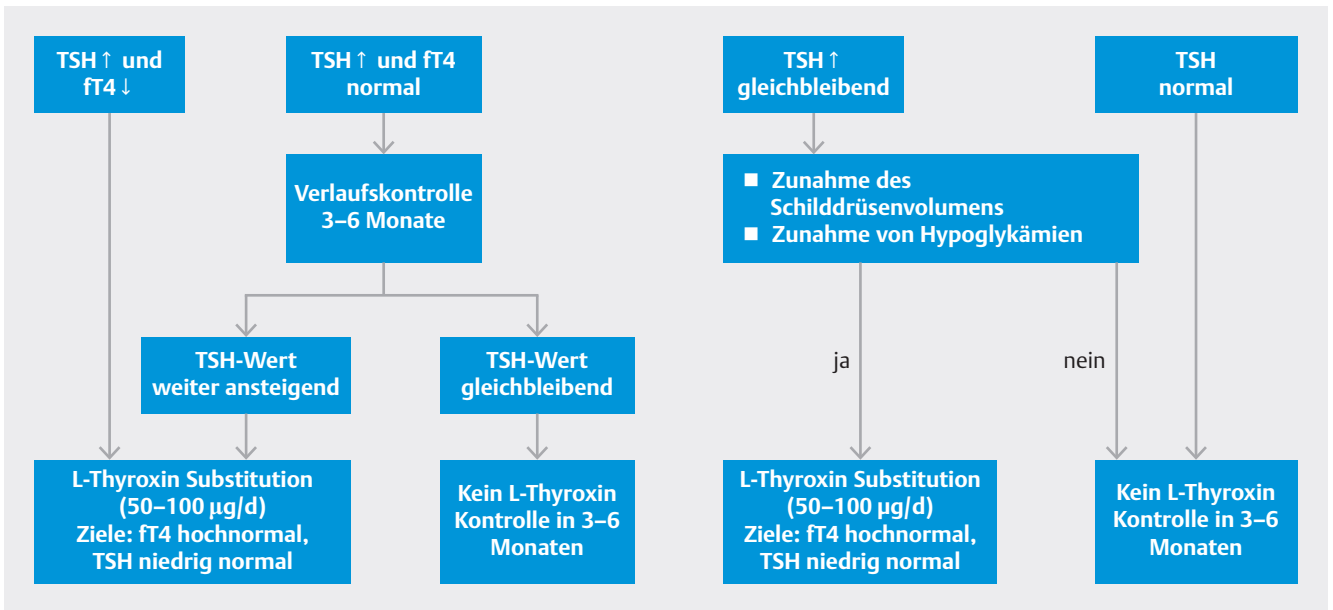 TSH ↑ und
fT4 ↓
TSH ↑ und fT4
normal
TSH ↑
gleichbleibend
TSH
normal
Verlaufskontrolle
3–6 Monate
■ Zunahme des
Schilddrüsenvolumens
■ Zunahme von Hypoglykämien
TSH-Wert
weiter ansteigend
TSH-Wert
gleichbleibend
ja
nein
L-Thyroxin Substitution
(50–100 µg/d)
Ziele: fT4 hochnormal,
TSH niedrig normal
Kein L-Thyroxin
Kontrolle in 3–6
Monaten
L-Thyroxin Substitution
(50–100 µg/d)
Ziele: fT4 hochnormal,
TSH niedrig normal
Kein L-Thyroxin
Kontrolle in 3–6
Monaten